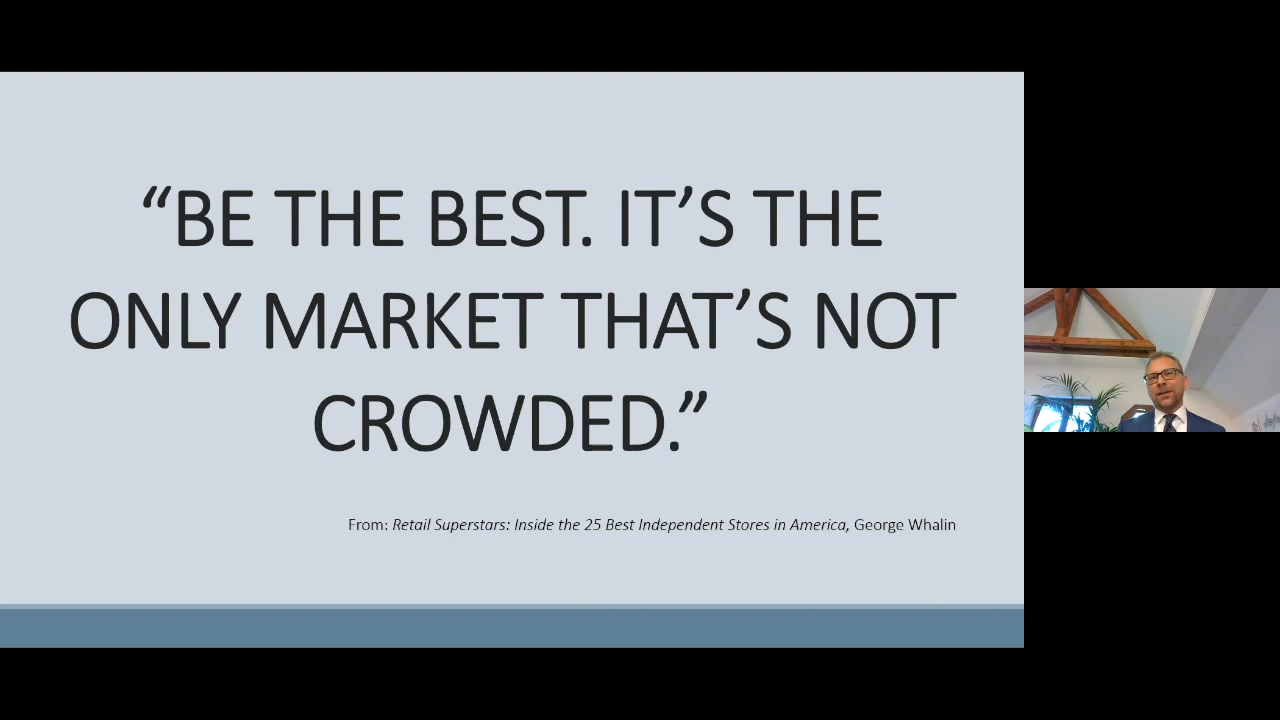 “BE THE BEST. IT’S THE
ONLY MARKET THAT’S NOT
CROWDED.”
From: Retail Superstars: Inside the 25 Best Independent Stores in America, George Whalin